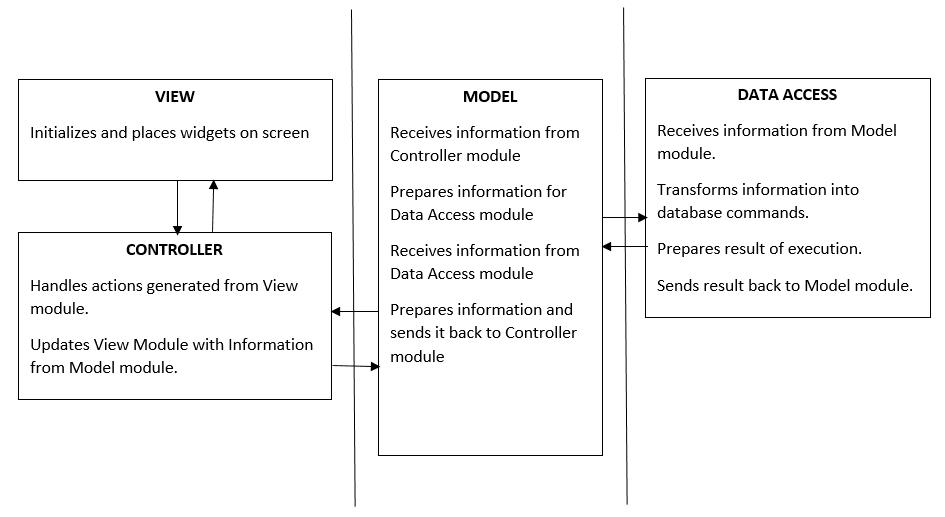 VIEW
Initializes and places widgets on screen
CONTROLLER
Handles actions generated from View
module.
Updates View Module with Information
from Model module.
MODEL
Receives information from
Controller module
Prepares information for
Data Access module
Receives information from
Data Access module
Prepares information and
sends it back to Controller
module
DATA ACCESS
Receives information from Model
module.
Transforms information into
database commands.
Prepares result of execution.
Sends result back to Model module.